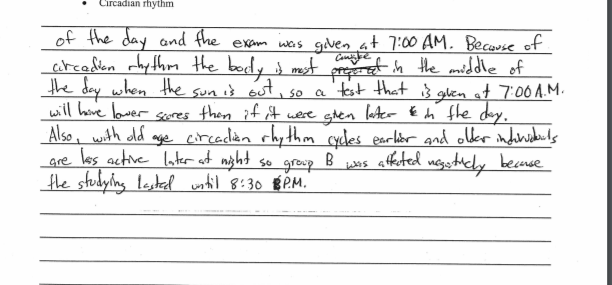 • Circadian rhythm
of the day and the exam was given at 7:00 AM. Because of
circadian rhythm the body is most awake in the middle of
the day when the sun is out, so a test that is given at 7:00 A.M.
will have lower scores than if it were given later in the day.
Also, with old age circadian rhythm cycles earlier and older individuals
are less active later at night so group B was affected negatively because
the studying lasted until 8:30 P.M.